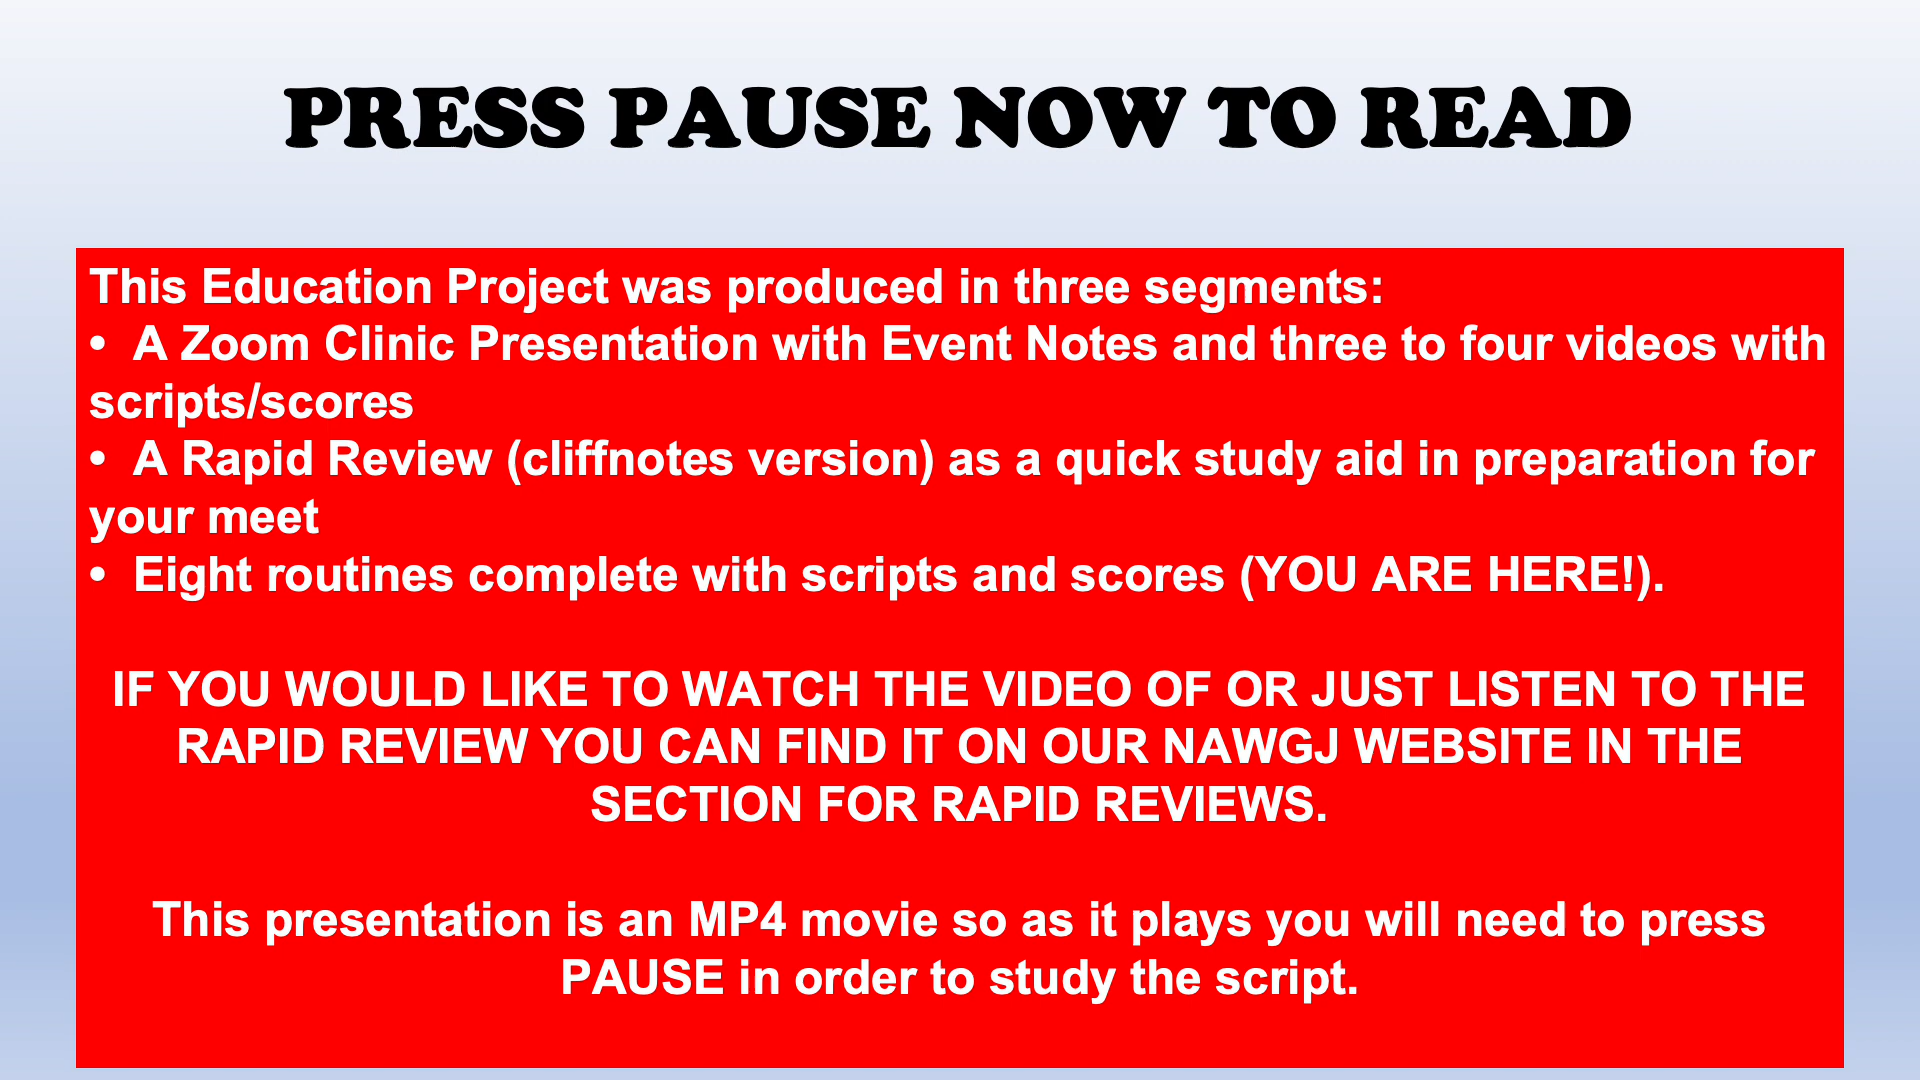 PRESS PAUSE NOW TO READ
This Education Project was produced in three segments:
• A Zoom Clinic Presentation with Event Notes and three to four videos with
scripts/scores
• A Rapid Review (cliffnotes version) as a quick study aid in preparation for
your meet
• Eight routines complete with scripts and scores (YOU ARE HERE!).
IF YOU WOULD LIKE TO WATCH THE VIDEO OF OR JUST LISTEN TO THE
RAPID REVIEW YOU CAN FIND IT ON OUR NAWGJ WEBSITE IN THE
SECTION FOR RAPID REVIEWS.
This presentation is an MP4 movie so as it plays you will need to press
PAUSE in order to study the script.